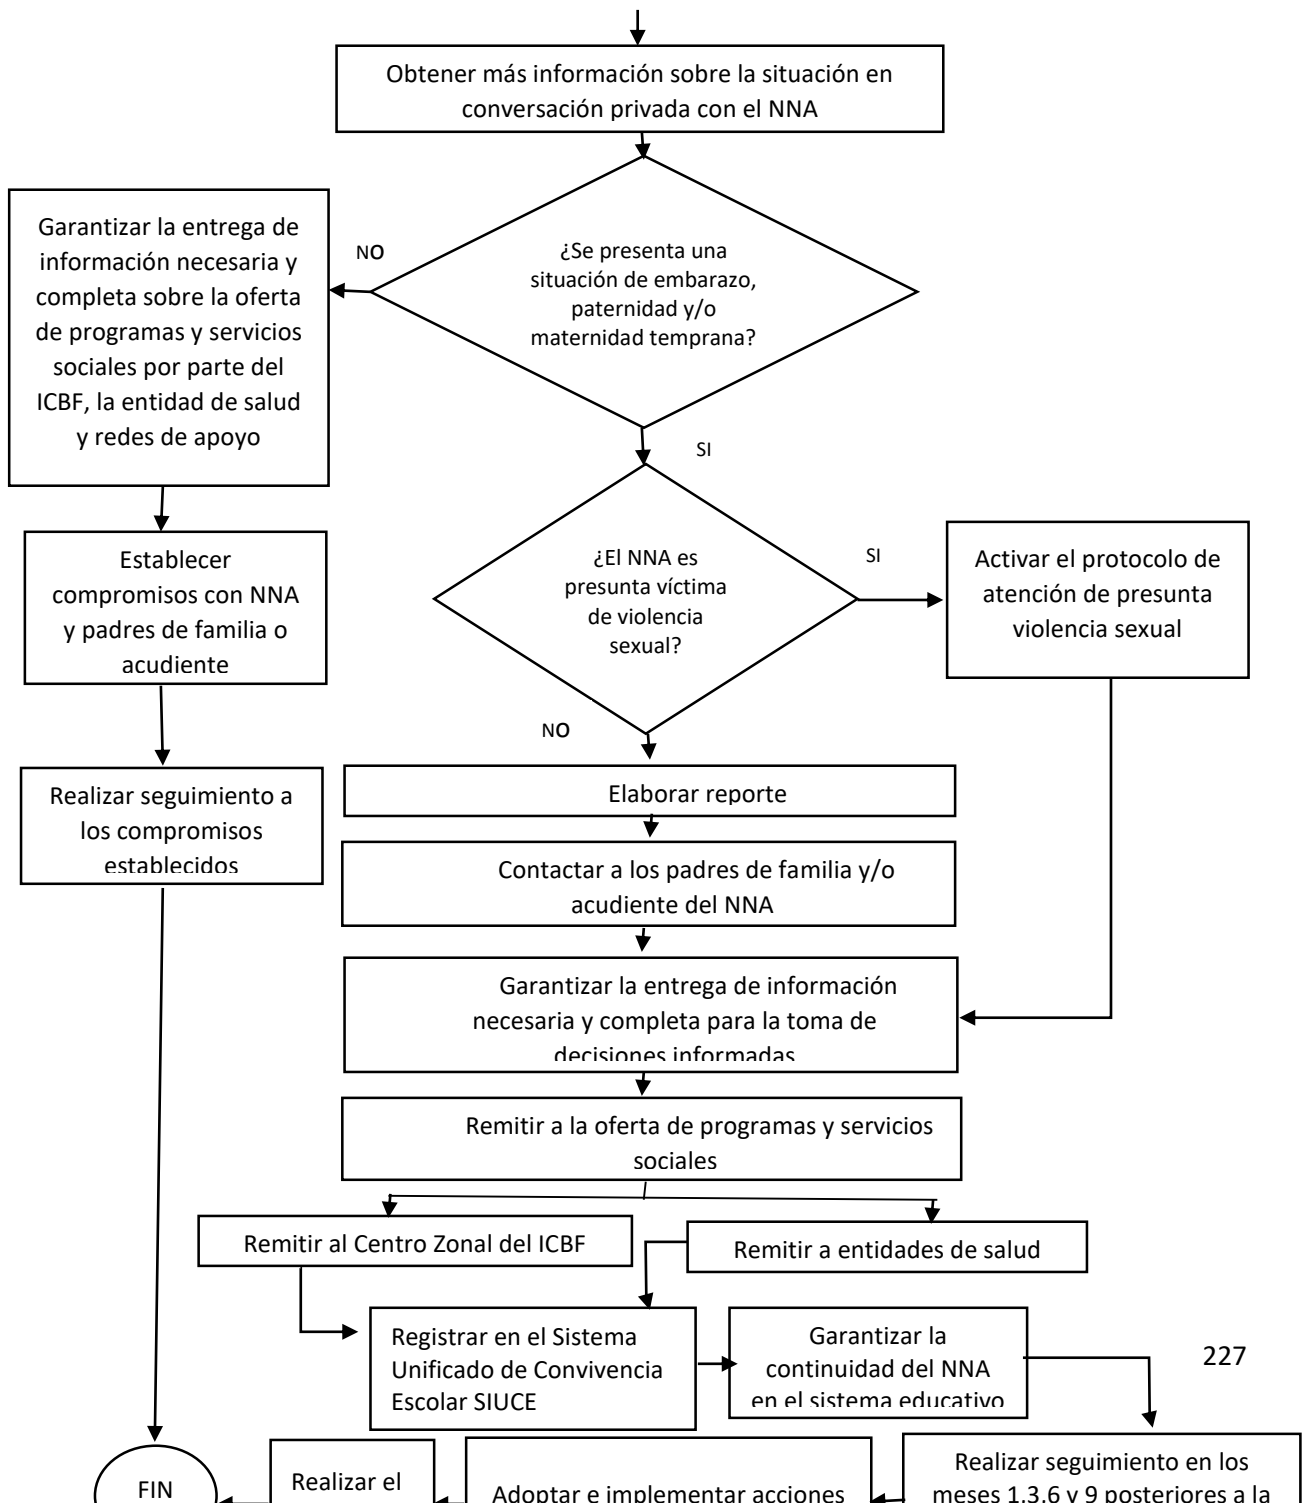 Obtener más información sobre la situación en
conversación privada con el NNA
¿Se presenta una
situación de embarazo,
paternidad y/o
maternidad temprana?
NO
Garantizar la entrega de
información necesaria y
completa sobre la oferta
de programas y servicios
sociales por parte del
ICBF, la entidad de salud
y redes de apoyo
SI
Establecer
compromisos con NNA
y padres de familia o
acudiente
¿El NNA es
presunta víctima
de violencia
sexual?
SI
Activar el protocolo de
atención de presunta
violencia sexual
NO
Realizar seguimiento a
los compromisos
establecidos
Elaborar reporte
Contactar a los padres de familia y/o
acudiente del NNA
Garantizar la entrega de información
necesaria y completa para la toma de
decisiones informadas
Remitir a la oferta de programas y servicios
sociales
Remitir al Centro Zonal del ICBF
Remitir a entidades de salud
Registrar en el Sistema
Unificado de Convivencia
Escolar SIUCE
Garantizar la
continuidad del NNA
en el sistema educativo
227
Realizar seguimiento en los
meses 1,3,6 y 9 posteriores a la
Adoptar e implementar acciones
Realizar el
FIN